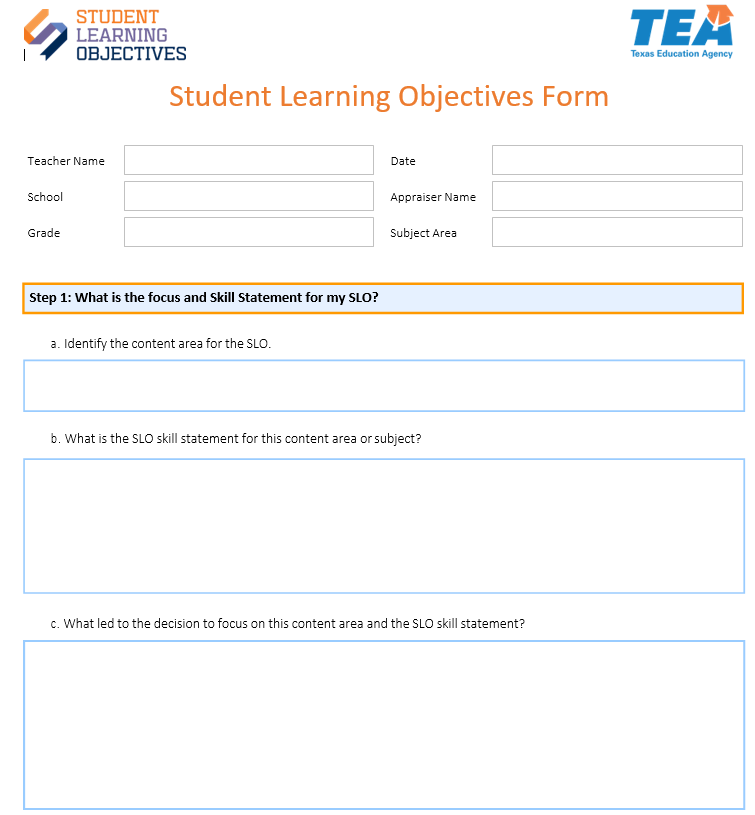 STUDENT
LEARNING
OBJECTIVES
TEA
Texas Education Agency
Student Learning Objectives Form
Teacher Name
Date
School
Appraiser Name
Grade
Subject Area
Step 1: What is the focus and Skill Statement for my SLO?
a. Identify the content area for the SLO.
b. What is the SLO skill statement for this content area or subject?
c. What led to the decision to focus on this content area and the SLO skill statement?